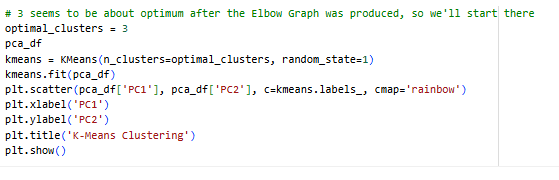 # 3 seems to be about optimum after the Elbow Graph was produced, so we'll start there
optimal_clusters = 3
pca_df
kmeans = KMeans(n_clusters=optimal_clusters, random_state=1)
kmeans.fit(pca_df)
plt.scatter(pca_df['PC1'], pca_df['PC2'], c=kmeans.labels_, cmap='rainbow')
plt.xlabel('PC1')
plt.ylabel('PC2')
plt.title('K-Means Clustering')
plt.show()